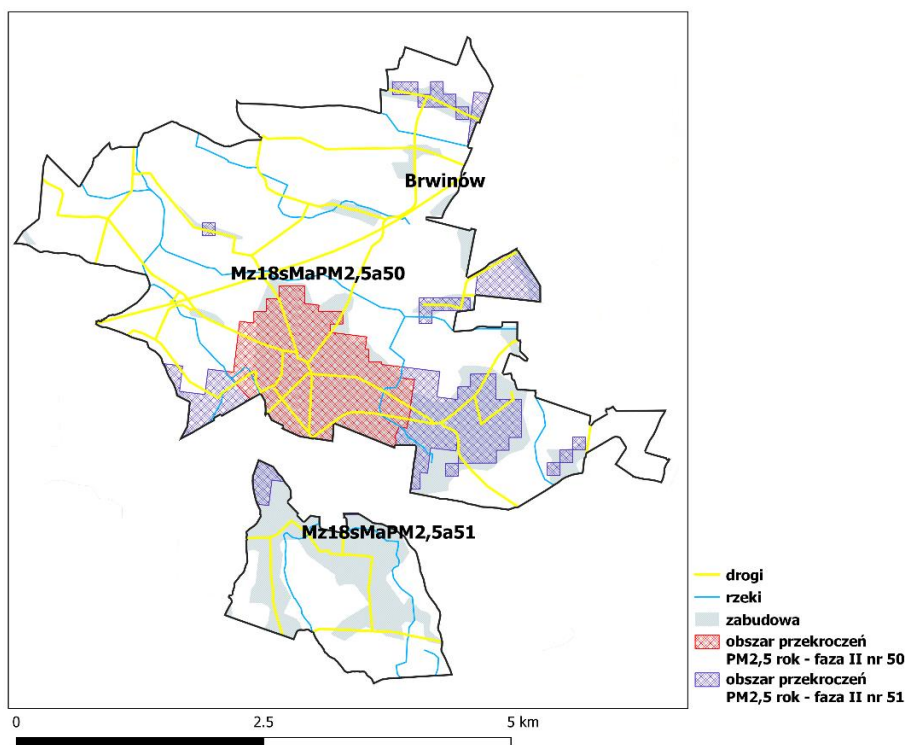 Brwinów
Mz18sMaPM2,5a50
Mz18sMaPM2,5a51
drogi
rzeki
zabudowa
obszar przekroczeń
PM2,5 rok - faza II nr 50
obszar przekroczeń
PM2,5 rok - faza II nr 51
0 2.5 5 km